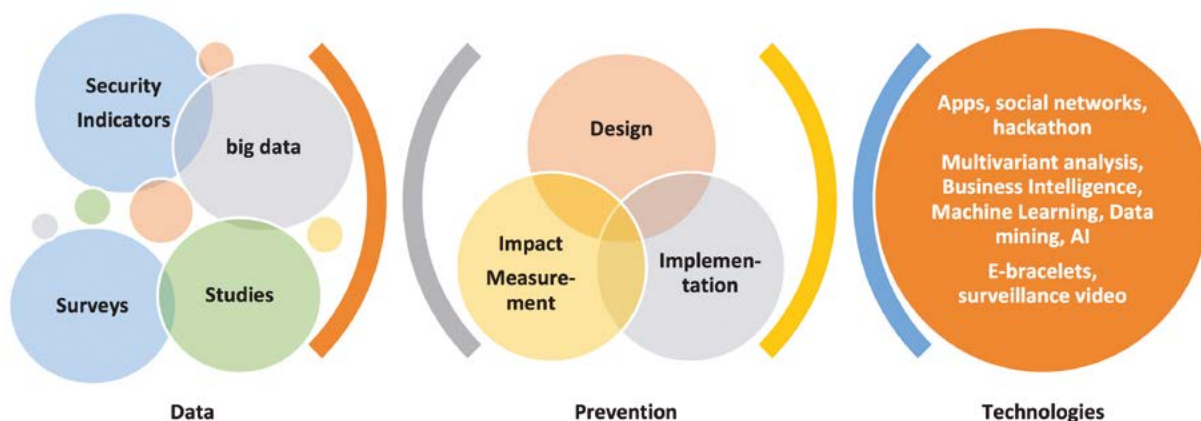 Security
Indicators
big data
Surveys
Studies
Data
Design
Impact
Measure-
ment
Implemen-
tation
Prevention
Apps, social networks,
hackathon
Multivariant analysis,
Business Intelligence,
Machine Learning, Data
mining, AI
E-bracelets,
surveillance video
Technologies